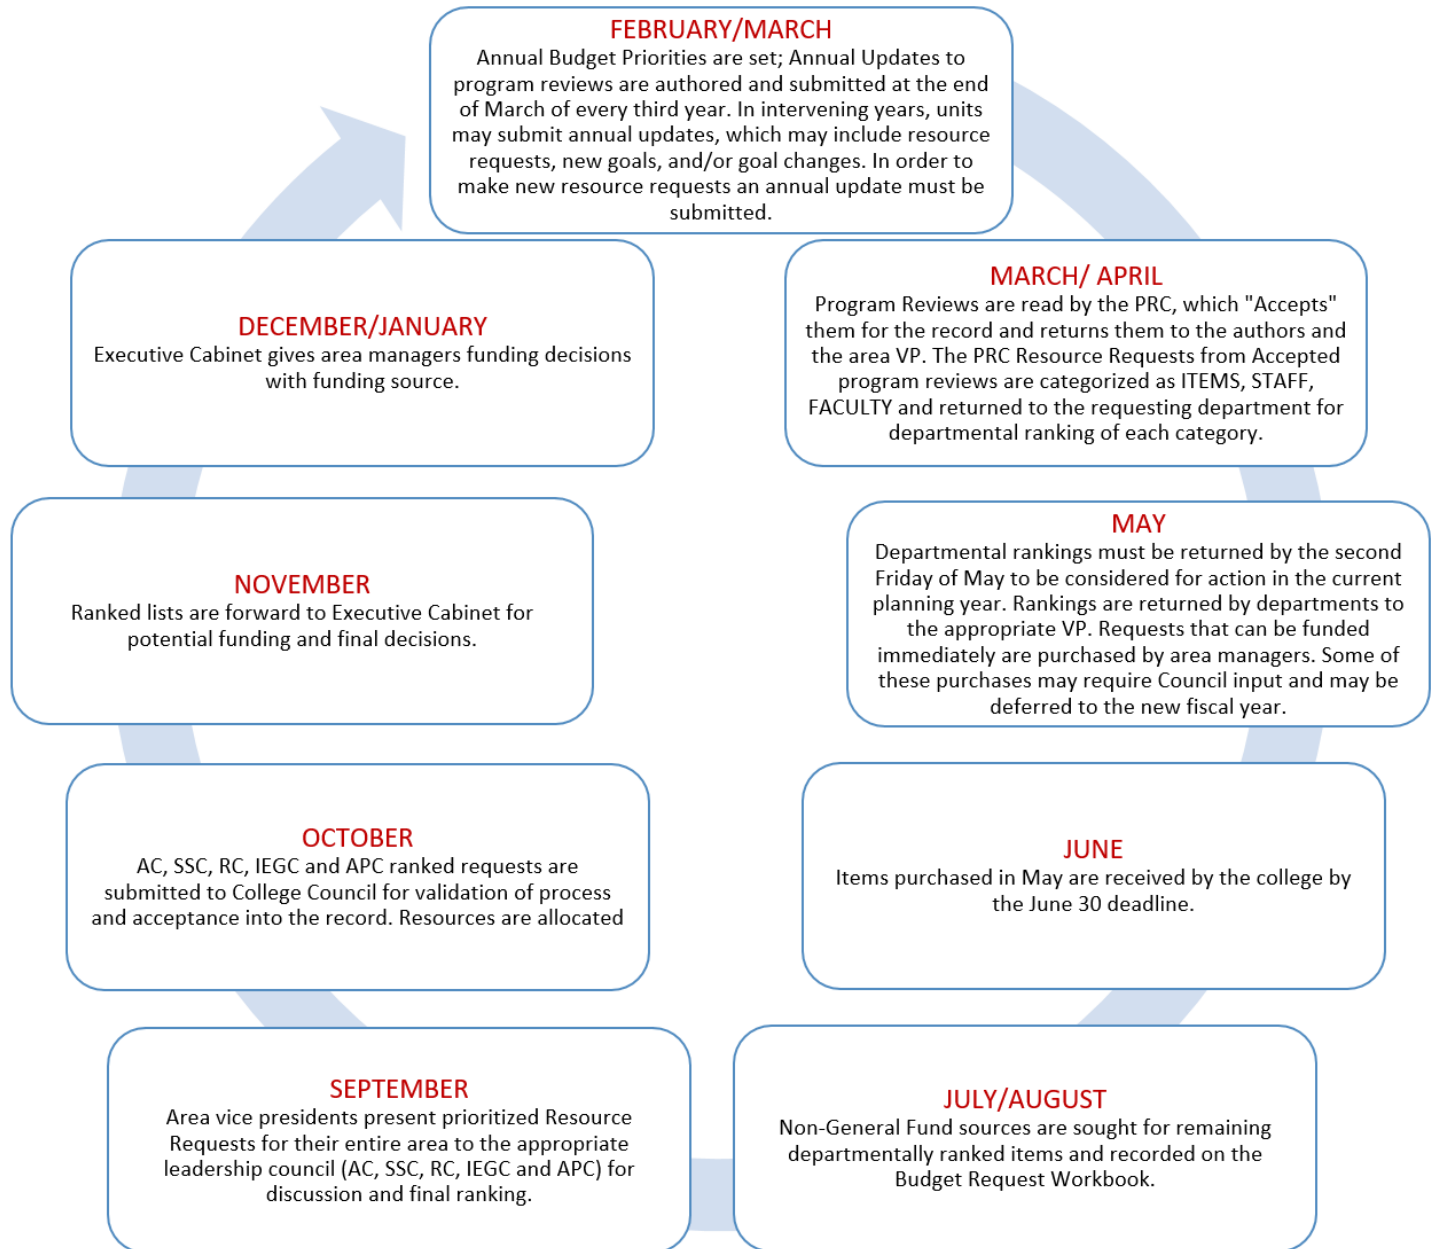 FEBRUARY/MARCH
Annual Budget Priorities are set; Annual Updates to
program reviews are authored and submitted at the end
of March of every third year. In intervening years, units
may submit annual updates, which may include resource
requests, new goals, and/or goal changes. In order to
make new resource requests an annual update must be
submitted.
MARCH/ APRIL
Program Reviews are read by the PRC, which "Accepts"
them for the record and returns them to the authors and
the area VP. The PRC Resource Requests from Accepted
program reviews are categorized as ITEMS, STAFF,
FACULTY and returned to the requesting department for
departmental ranking of each category.
MAY
Departmental rankings must be returned by the second
Friday of May to be considered for action in the current
planning year. Rankings are returned by departments to
the appropriate VP. Requests that can be funded
immediately are purchased by area managers. Some of
these purchases may require Council input and may be
deferred to the new fiscal year.
JUNE
Items purchased in May are received by the college by
the June 30 deadline.
JULY/AUGUST
Non-General Fund sources are sought for remaining
departmentally ranked items and recorded on the
Budget Request Workbook.
SEPTEMBER
Area vice presidents present prioritized Resource
Requests for their entire area to the appropriate
leadership council (AC, SSC, RC, IEGC and APC) for
discussion and final ranking.
OCTOBER
AC, SSC, RC, IEGC and APC ranked requests are
submitted to College Council for validation of process
and acceptance into the record. Resources are allocated
NOVEMBER
Ranked lists are forward to Executive Cabinet for
potential funding and final decisions.
DECEMBER/JANUARY
Executive Cabinet gives area managers funding decisions
with funding source.